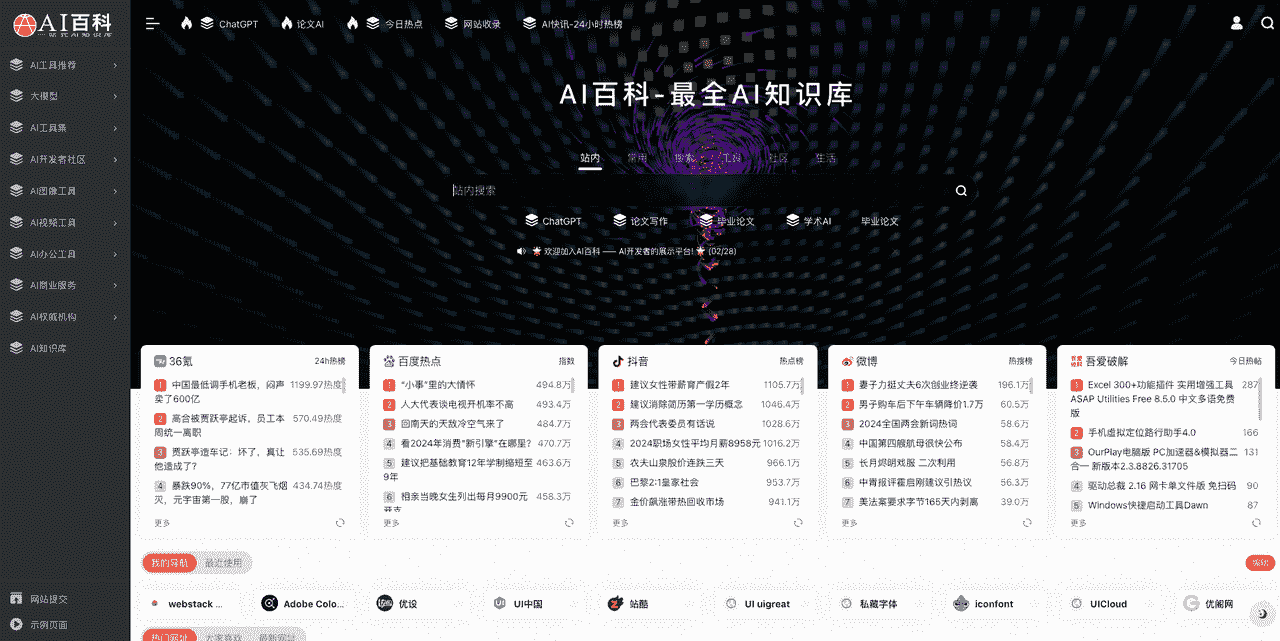 AI百科
一站式AI知识库
ChatGPT
论文AI
今日热点
网站收录
AI快讯-24小时热榜
AI工具推荐
大模型
AI工具集
AI开发者社区
AI图像工具
AI视频工具
AI办公工具
AI商业服务
AI权威机构
AI知识库
网站提交
示例页面
AI百科-最全AI知识库
站内
常用
搜索
工具
社区
生活
站内搜索
ChatGPT
论文写作
毕业论文
学术AI
毕业论文
欢迎加入AI百科 —— AI开发者的展示平台! (02/28)
36氪
24h热榜
1 中国最低调手机老板，闷声 1199.97热度
卖了600亿
2 高合被贾跃亭起诉，员工本 570.49热度
周统一离职
3 贾跃亭造车记：坏了，真让 535.69热度
他造成了？
4 暴跌90%，77亿市值灰飞烟 434.74热度
灭，元宇宙第一股，崩了
更多
百度热点
指数
1 “小事”里的大情怀 494.8万
2 人大代表谈电视开机率不高 493.4万
3 回南天的天敌冷空气来了 484.7万
4 看2024年消费“新引擎”在哪里? 470.7万
5 建议把基础教育12年学制缩短至 463.6万
9年
6 相亲当晚女生列出每月9900元 458.3万
开支
更多
抖音
热点榜
1 建议女性带薪育产假2年 1105.7万
2 建议消除简历第一学历概念 1046.4万
3 两会代表委员有话说 1028.6万
4 2024职场女性平均月薪8958元 1016.2万
5 农夫山泉股价连跌三天 966.1万
6 巴黎2:1皇家社会 953.7万
7 金价飙涨带热回收市场 941.1万
更多
微博
热搜榜
1 妻子力挺丈夫6次创业终逆袭 196.1万
2 男子购车后下午车辆降价1.7万 60.5万
3 2024全国两会新词热词 58.6万
4 中国第四艘航母很快公布 58.4万
5 长月烬明戏服 二次利用 56.8万
6 中青报评霍启刚建议引热议 56.3万
7 美法案要求字节165天内剥离 39.0万
更多
吾爱破解
今日热帖
1 Excel 300+功能插件 实用增强工具 287
ASAP Utilities Free 8.5.0 中文多语免费
版
2 手机虚拟定位路行助手4.0 166
3 OurPlay电脑版 PC加速器&模拟器二 131
合一 新版本2.3.8826.31705
4 驱动总裁 2.16 网卡单文件版 免扫码 90
5 Windows快捷启动工具Dawn 87
更多
我的导航
最近使用
webstack ...
Adobe Colo...
优设
UI中国
站酷
UI uigreat
私藏字体
iconfont
UICloud
优阁网
热门网址
大家喜欢
最新网址